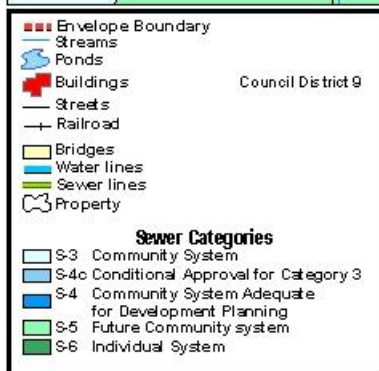 Envelope Boundary
Streams
Ponds
Buildings Council District 9
Streets
Railroad
Bridges
Water lines
Sewer lines
Property
Sewer Categories
S-3 Community System
S-4c Conditional Approval for Category 3
S-4 Community System Adequate
for Development Planning
S-5 Future Community system
S-6 Individual System